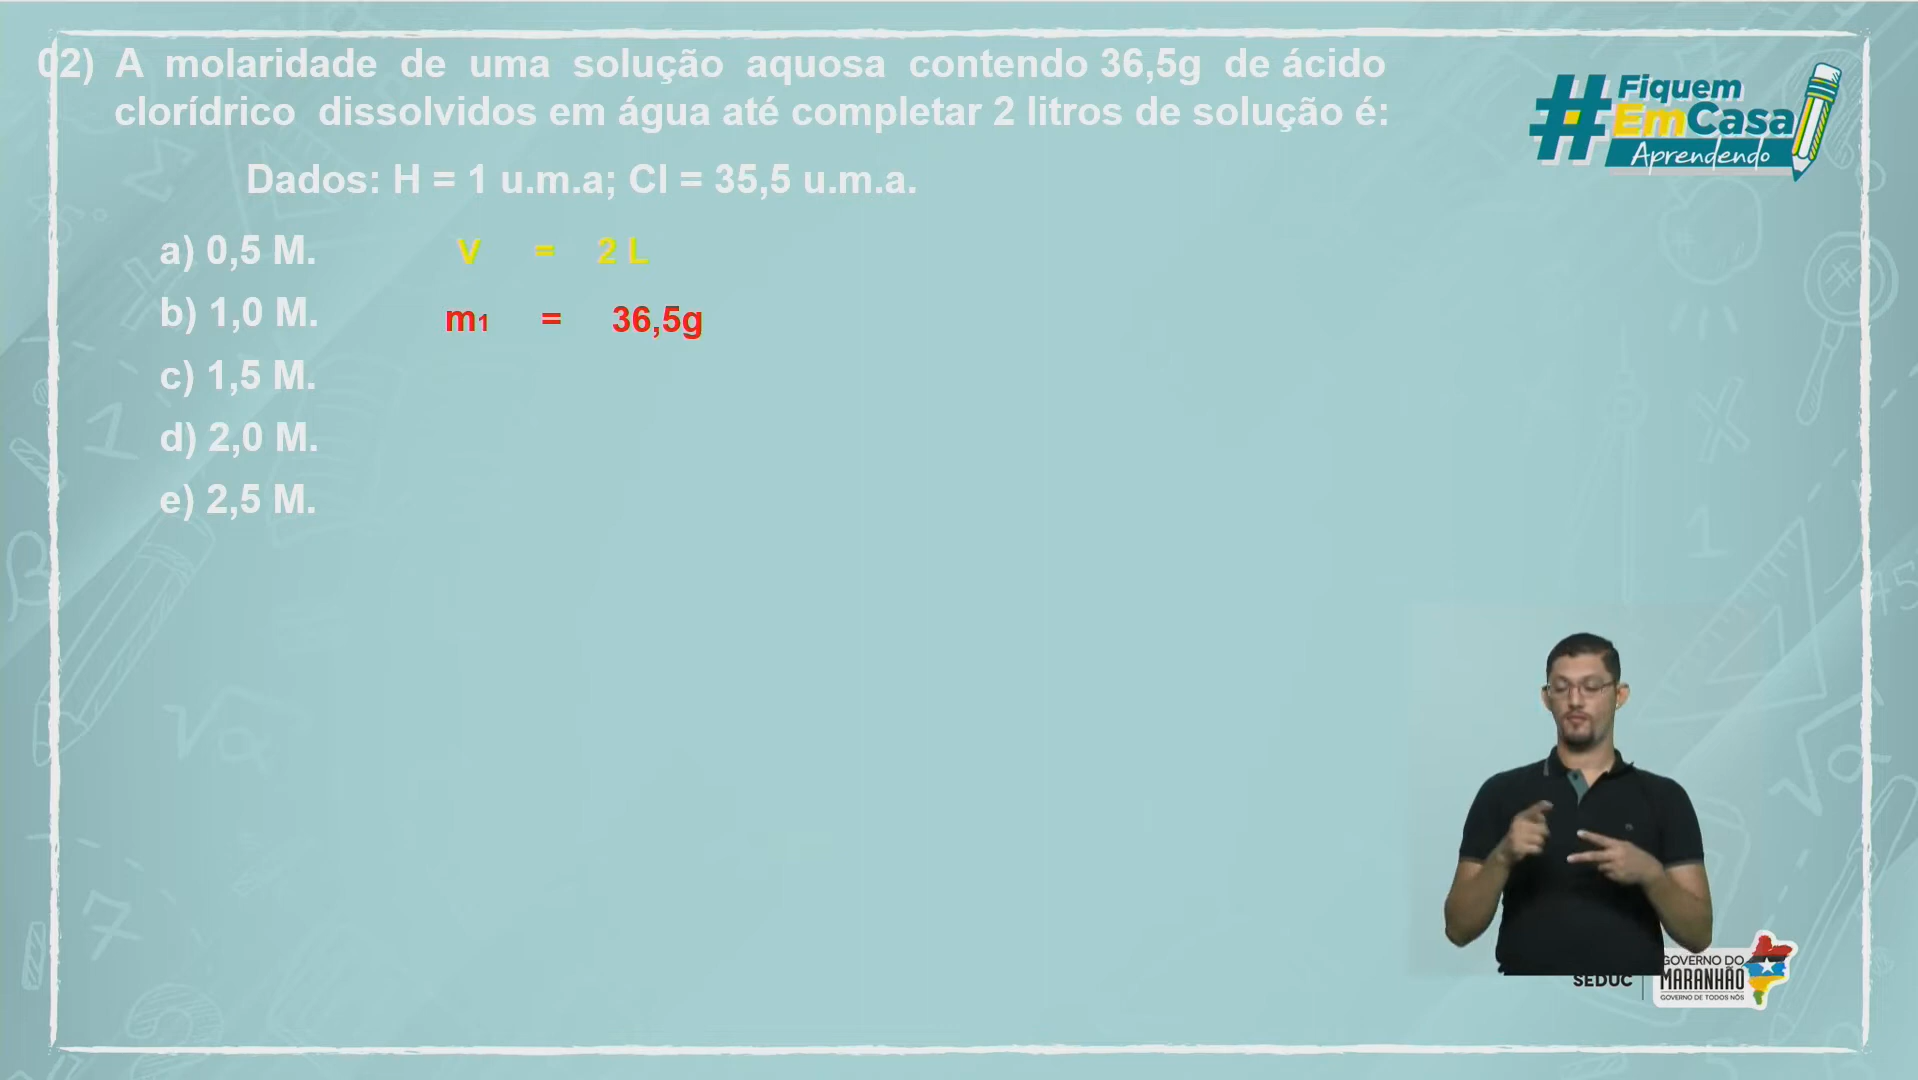 02) A molaridade de uma solução aquosa contendo 36,5g de ácido
clorídrico dissolvidos em água até completar 2 litros de solução é:
Dados: H = 1 u.m.a; Cl = 35,5 u.m.a.
a) 0,5 M.
b) 1,0 M.
c) 1,5 M.
d) 2,0 M.
e) 2,5 M.
V = 2 L
m1 = 36,5g
#Fiquem
EmCasa
Aprendendo
SEDUC
GOVERNO DO
MARANHÃO
GOVERNO DE TODOS NÓS